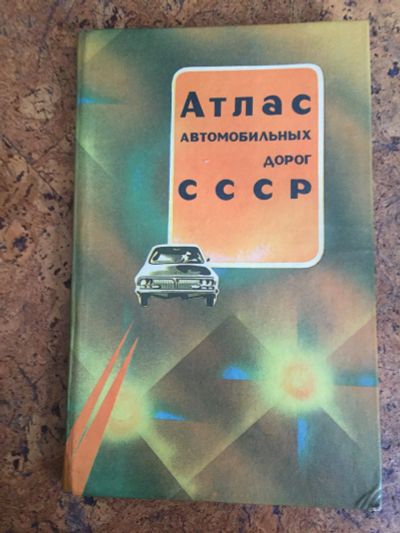 Атлас
автомобильных
дорог
СССР